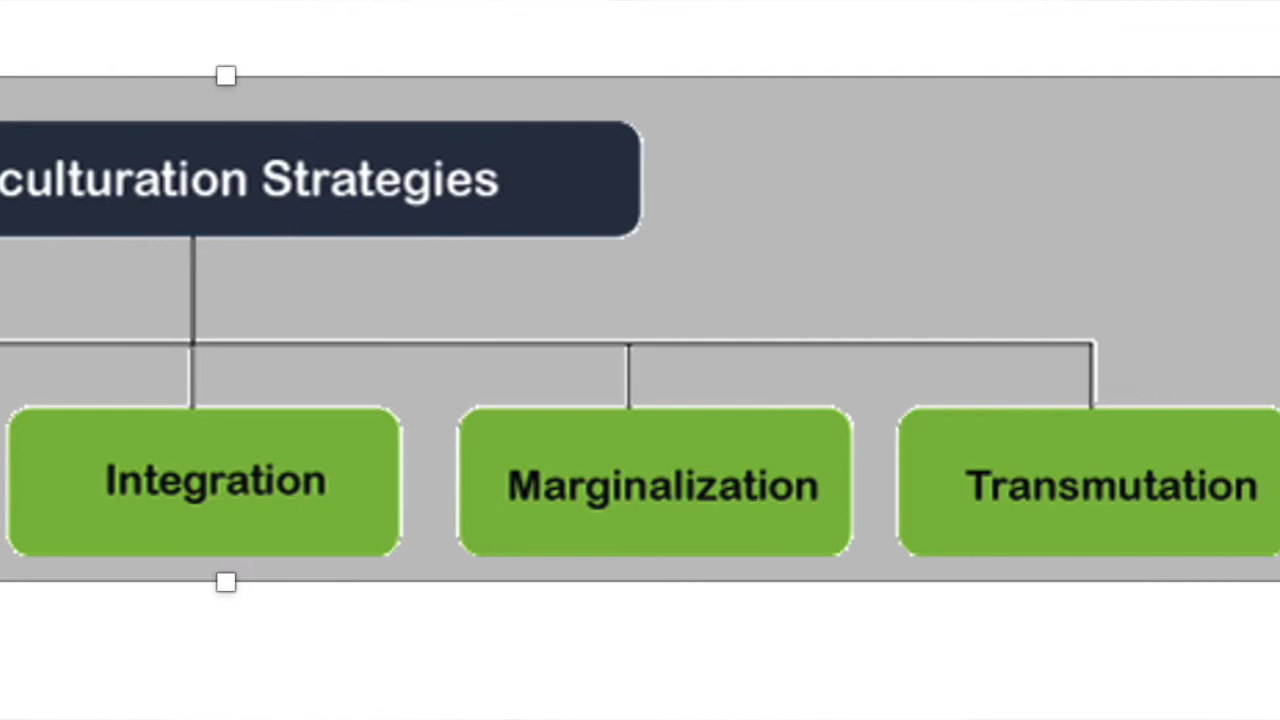 culturation Strategies
Integration
Marginalization
Transmutation